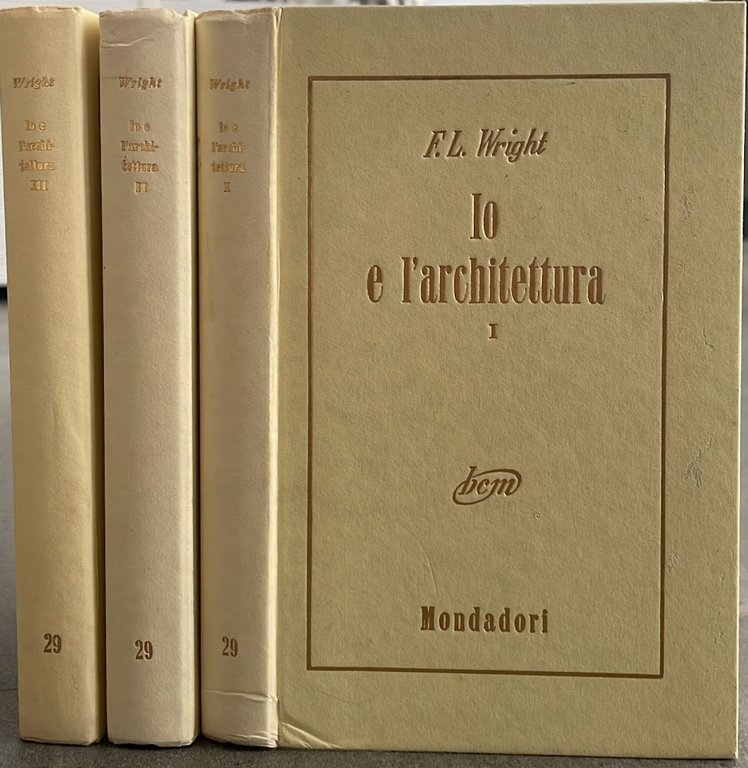 Wright
Io e
l'archi-
tettura
III
29
Wright
Io e
l'archi-
tettura
II
29
Wright
Io e
l'archi-
tettura
I
29
F. L. Wright
Io
e l'architettura
I
bcm
Mondadori